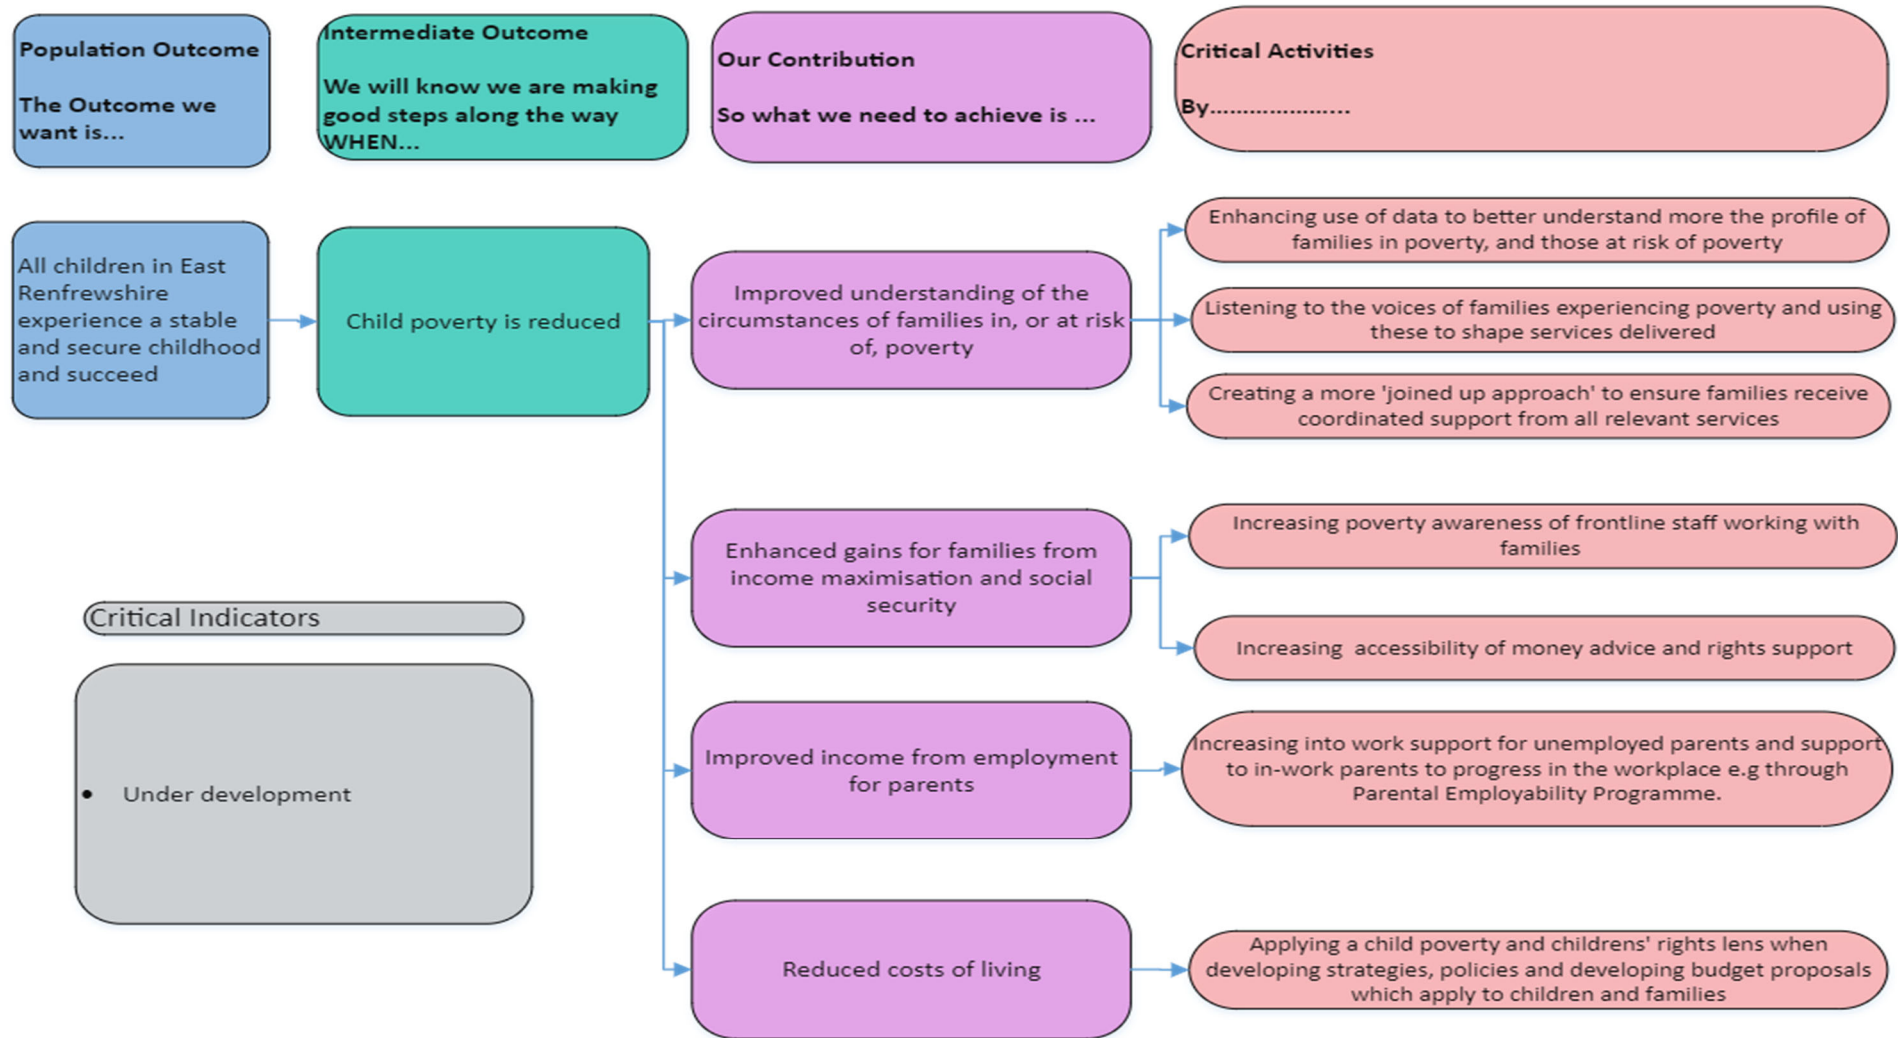 Population Outcome
The Outcome we
want is...
Intermediate Outcome
We will know we are making
good steps along the way
WHEN...
Our Contribution
So what we need to achieve is ...
Critical Activities
By.....................
All children in East
Renfrewshire
experience a stable
and secure childhood
and succeed
Child poverty is reduced
Improved understanding of the
circumstances of families in, or at risk
of, poverty
Enhancing use of data to better understand more the profile of
families in poverty, and those at risk of poverty
Listening to the voices of families experiencing poverty and using
these to shape services delivered
Creating a more 'joined up approach' to ensure families receive
coordinated support from all relevant services
Enhanced gains for families from
income maximisation and social
security
Increasing poverty awareness of frontline staff working with
families
Increasing  accessibility of money advice and rights support
Improved income from employment
for parents
Increasing into work support for unemployed parents and support
to in-work parents to progress in the workplace e.g through
Parental Employability Programme.
Reduced costs of living
Applying a child poverty and childrens' rights lens when
developing strategies, policies and developing budget proposals
which apply to children and families
Critical Indicators
• Under development